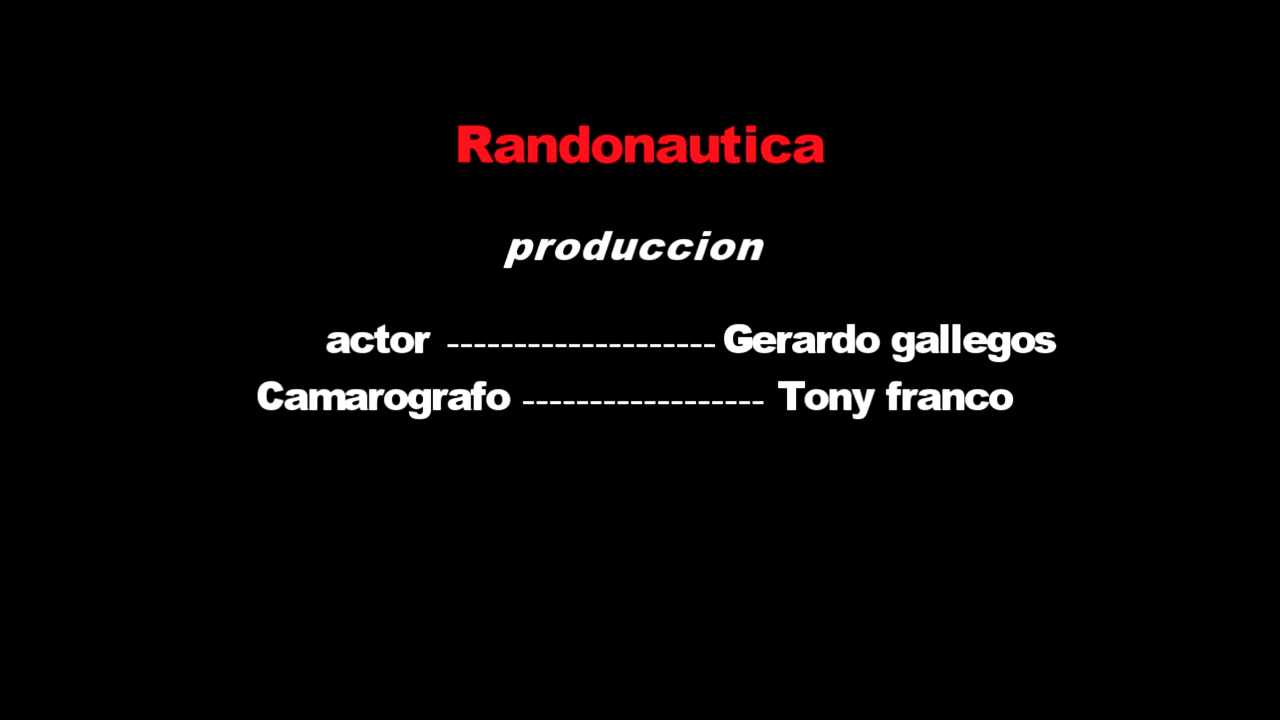 Randonautica
produccion
actor -------------------- Gerardo gallegos
Camarografo ------------------ Tony franco